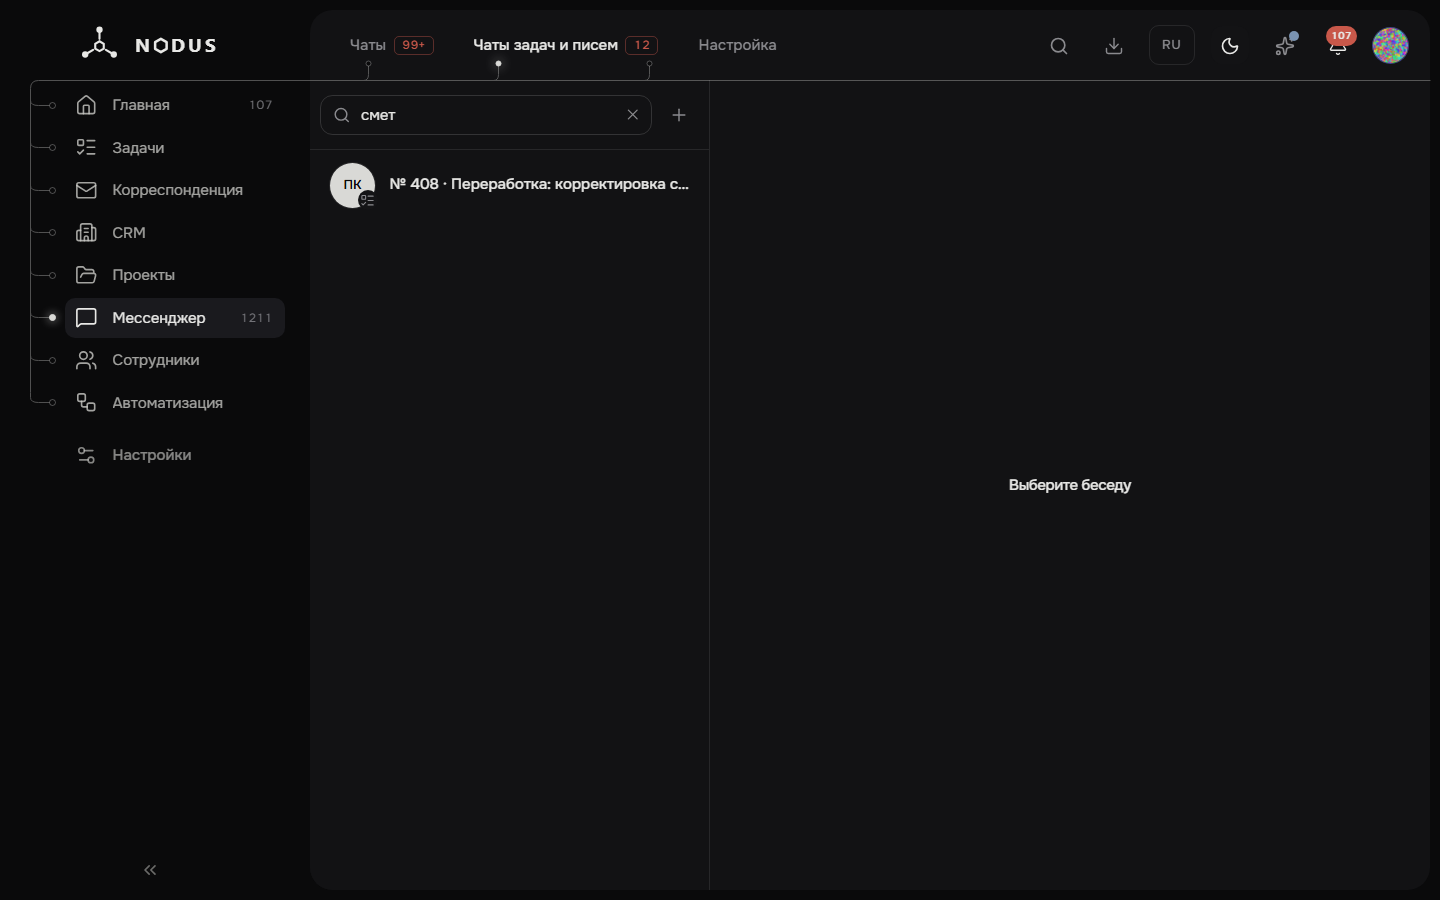 NODUS
Чаты 99+
Чаты задач и писем 12
Настройка
RU
107
Главная 107
Задачи
Корреспонденция
CRM
Проекты
Мессенджер 1211
Сотрудники
Автоматизация
Настройки
смет
ПК
№ 408 · Переработка: корректировка с...
Выберите беседу